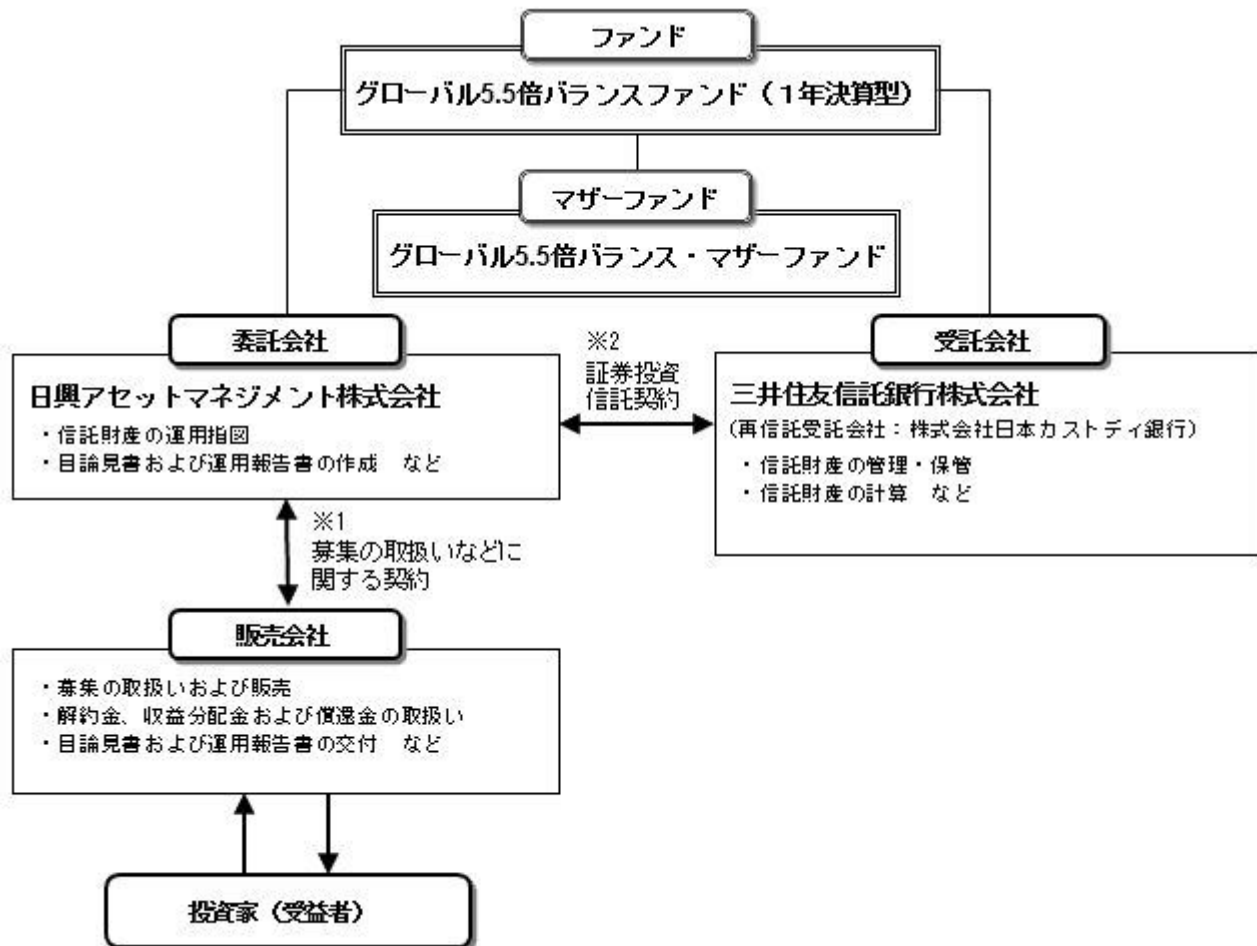 ファンド
グローバル5.5倍バランスファンド（1年決算型）
マザーファンド
グローバル5.5倍バランス・マザーファンド
委託会社
日興アセットマネジメント株式会社
・信託財産の運用指図
・目論見書および運用報告書の作成　など
※2
証券投資
信託契約
受託会社
三井住友信託銀行株式会社
(再信託受託会社：株式会社日本カストディ銀行)
・信託財産の管理・保管
・信託財産の計算　など
※1
募集の取扱いなどに
関する契約
販売会社
・募集の取扱いおよび販売
・解約金、収益分配金および償還金の取扱い
・目論見書および運用報告書の交付　など
投資家（受益者）